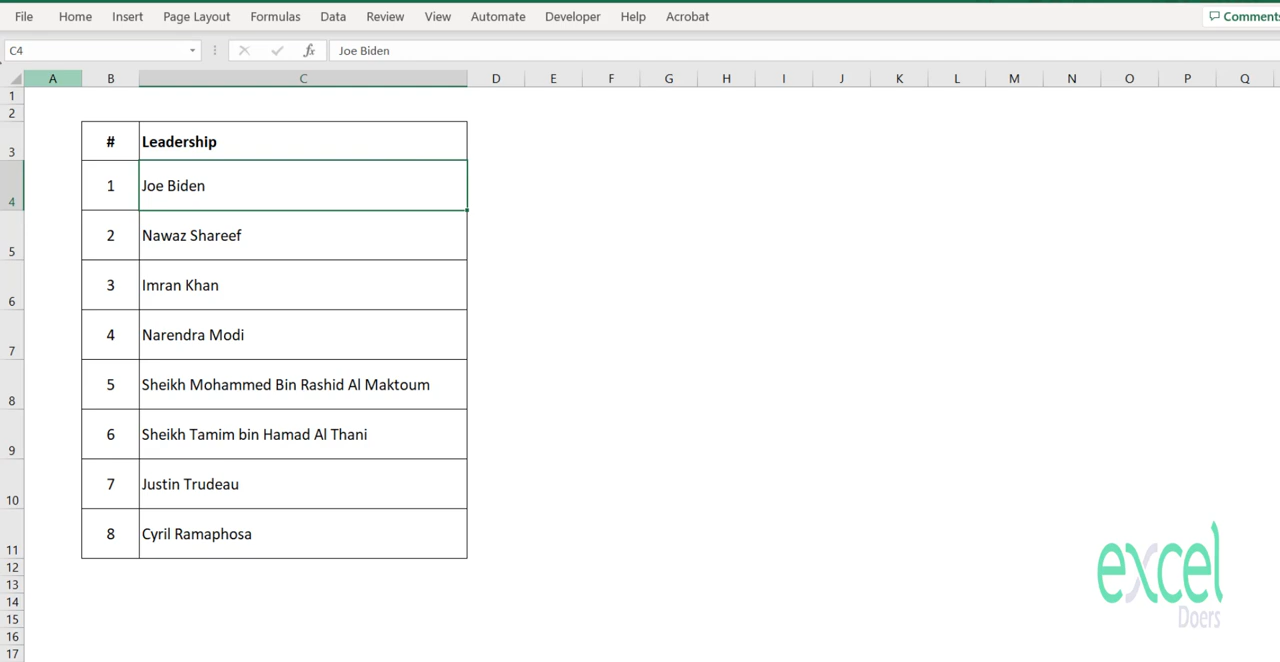 File Home Insert Page Layout Formulas Data Review View Automate Developer Help Acrobat Comments
C4 fx Joe Biden
A B C D E F G H I J K L M N O P Q
1
2
3 # Leadership
4 1 Joe Biden
5 2 Nawaz Shareef
6 3 Imran Khan
7 4 Narendra Modi
8 5 Sheikh Mohammed Bin Rashid Al Maktoum
9 6 Sheikh Tamim bin Hamad Al Thani
10 7 Justin Trudeau
11 8 Cyril Ramaphosa
12
13
14
15
16
17
excel
Doers